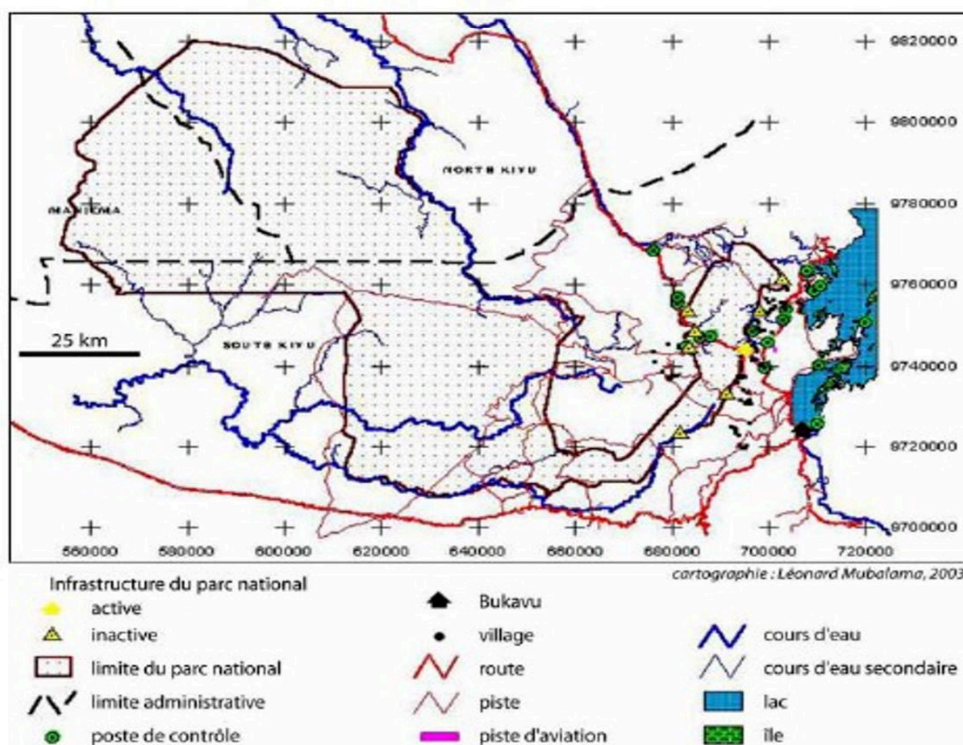 9820000
9800000
NORTH KIVU
9780000
MANIEMA
9760000
25 km
SOUTH KIVU
9740000
9720000
9700000
560000 580000 600000 620000 640000 660000 680000 700000 720000
cartographie : Léonard Mubalama, 2003
Infrastructure du parc national
active
inactive
limite du parc national
limite administrative
poste de contrôle
Bukavu
village
route
piste
piste d'aviation
cours d'eau
cours d'eau secondaire
lac
île